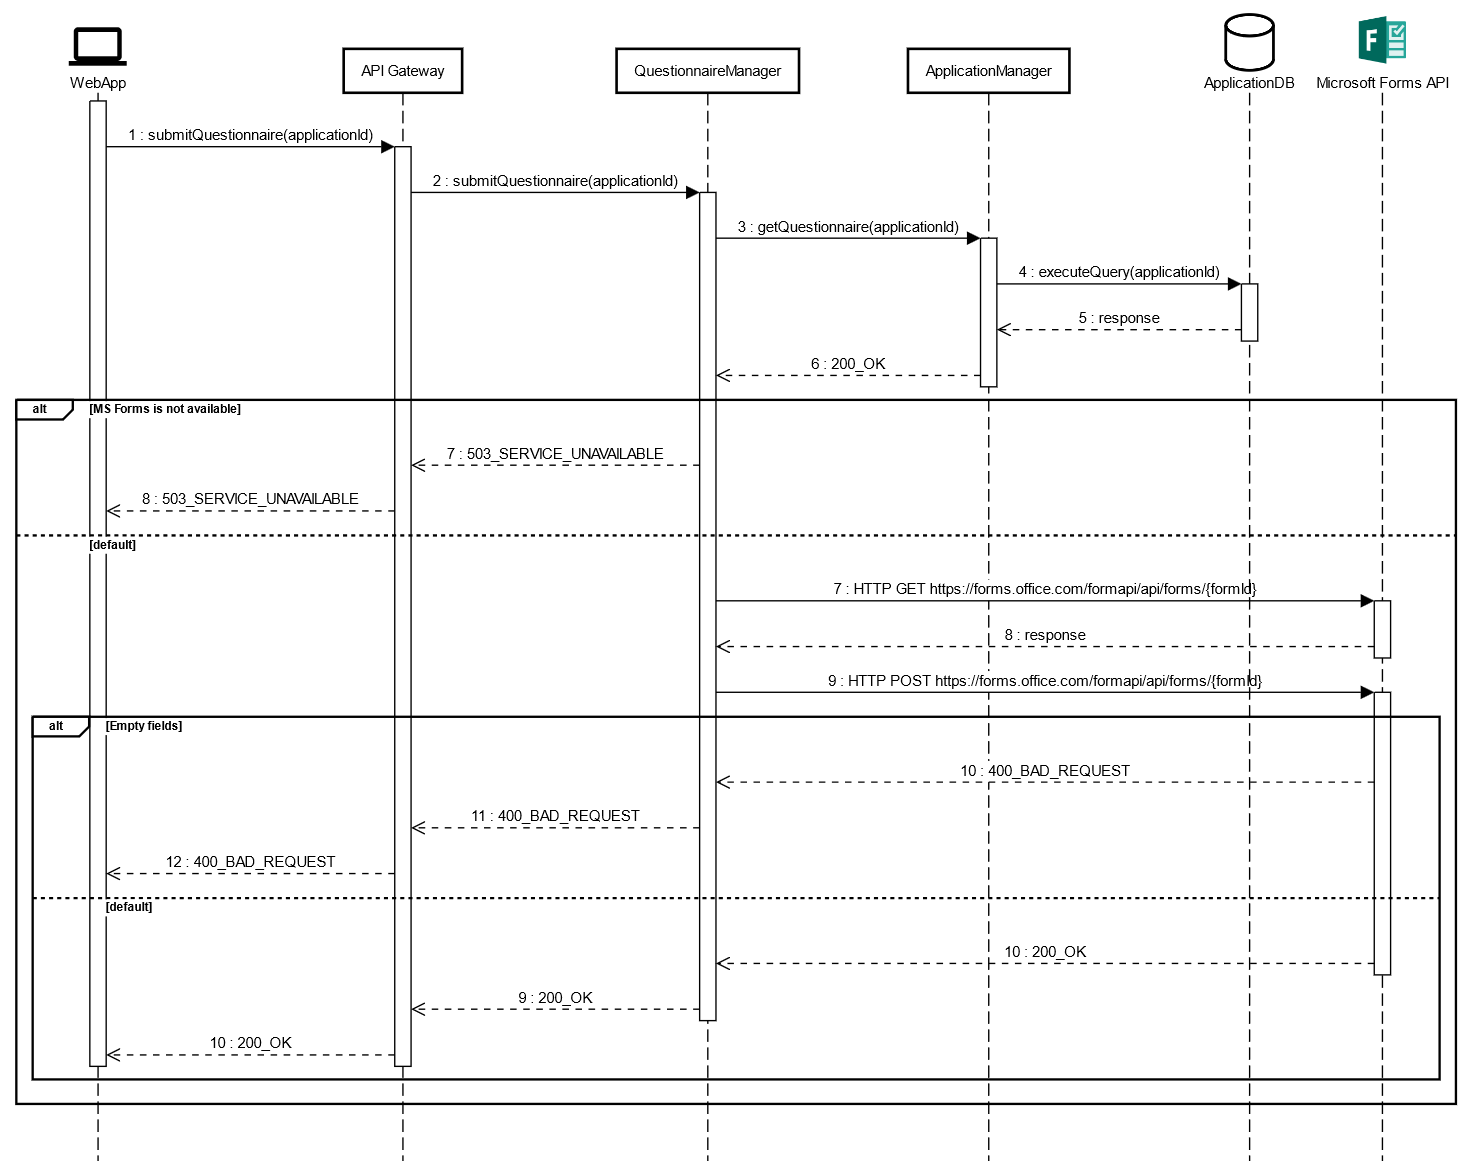 F
WebApp
API Gateway
QuestionnaireManager
ApplicationManager
ApplicationDB
Microsoft Forms API
1 : submitQuestionnaire(applicationId)
2 : submitQuestionnaire(applicationId)
3 : getQuestionnaire(applicationId)
4 : executeQuery(applicationId)
5 : response
6 : 200_OK
alt
[MS Forms is not available]
7 : 503_SERVICE_UNAVAILABLE
8 : 503_SERVICE_UNAVAILABLE
[default]
7 : HTTP GET https://forms.office.com/formapi/api/forms/{formId}
8 : response
9 : HTTP POST https://forms.office.com/formapi/api/forms/{formId}
alt
[Empty fields]
10 : 400_BAD_REQUEST
11 : 400_BAD_REQUEST
12 : 400_BAD_REQUEST
[default]
10 : 200_OK
9 : 200_OK
10 : 200_OK